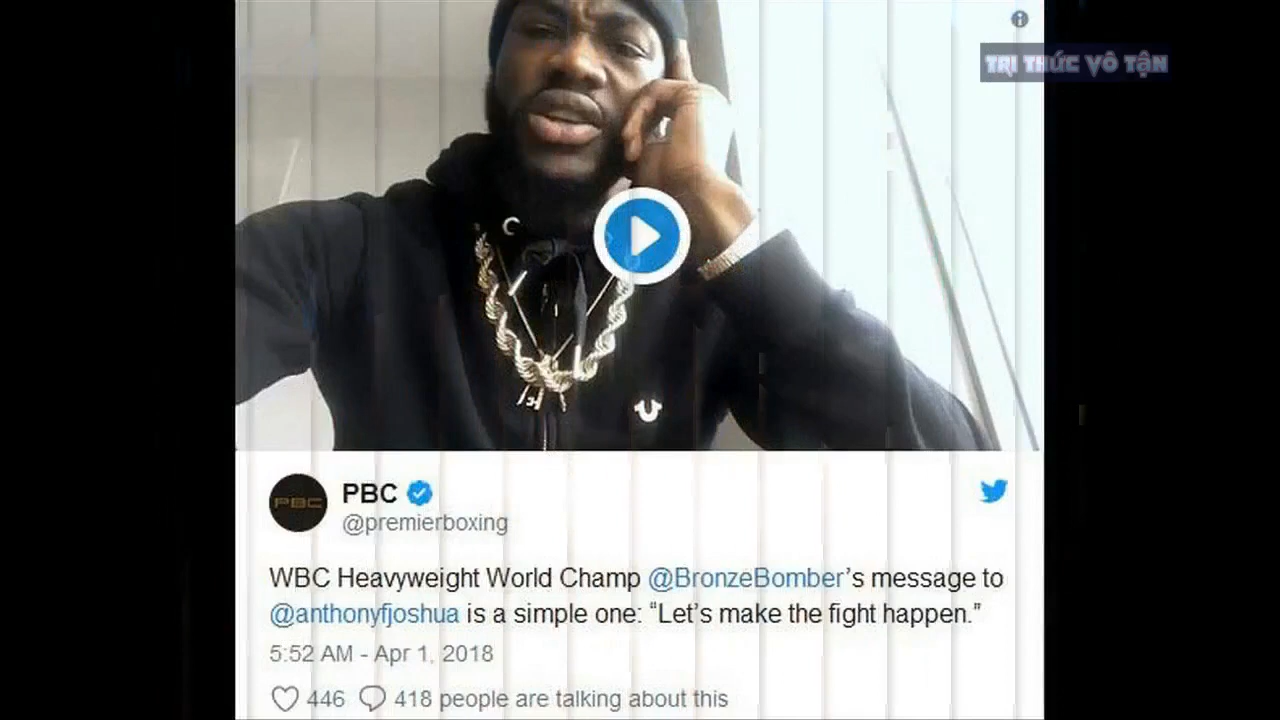 TRI THỨC VÔ TẬN
PBC
PBC
@premierboxing
WBC Heavyweight World Champ @BronzeBomber’s message to
@anthonyfjoshua is a simple one: “Let’s make the fight happen.”
5:52 AM - Apr 1, 2018
446 418 people are talking about this